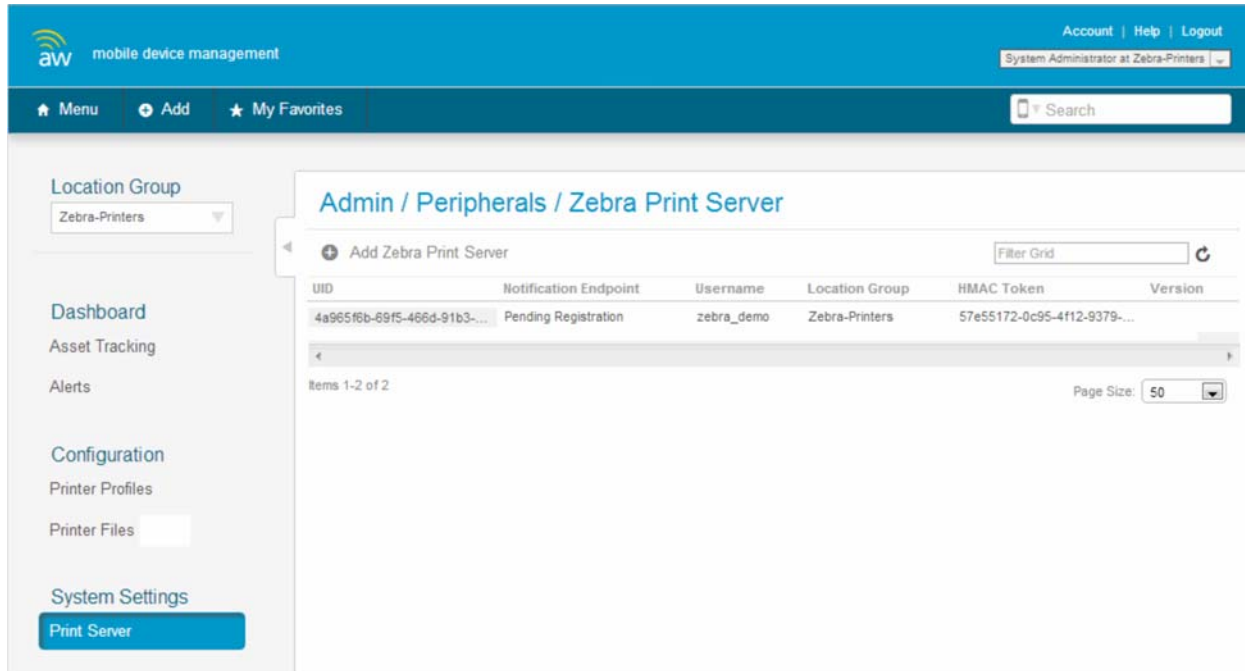 Account | Help | Logout
aw mobile device management
System Administrator at Zebra-Printers
Menu Add My Favorites Search
Location Group
Zebra-Printers
Admin / Peripherals / Zebra Print Server
Add Zebra Print Server Filter Grid
UID Notification Endpoint Username Location Group HMAC Token Version
4a965f6b-69f5-466d-91b3-... Pending Registration zebra_demo Zebra-Printers 57e55172-0c95-4f12-9379-...
Items 1-2 of 2
Page Size: 50
Dashboard
Asset Tracking
Alerts
Configuration
Printer Profiles
Printer Files
System Settings
Print Server